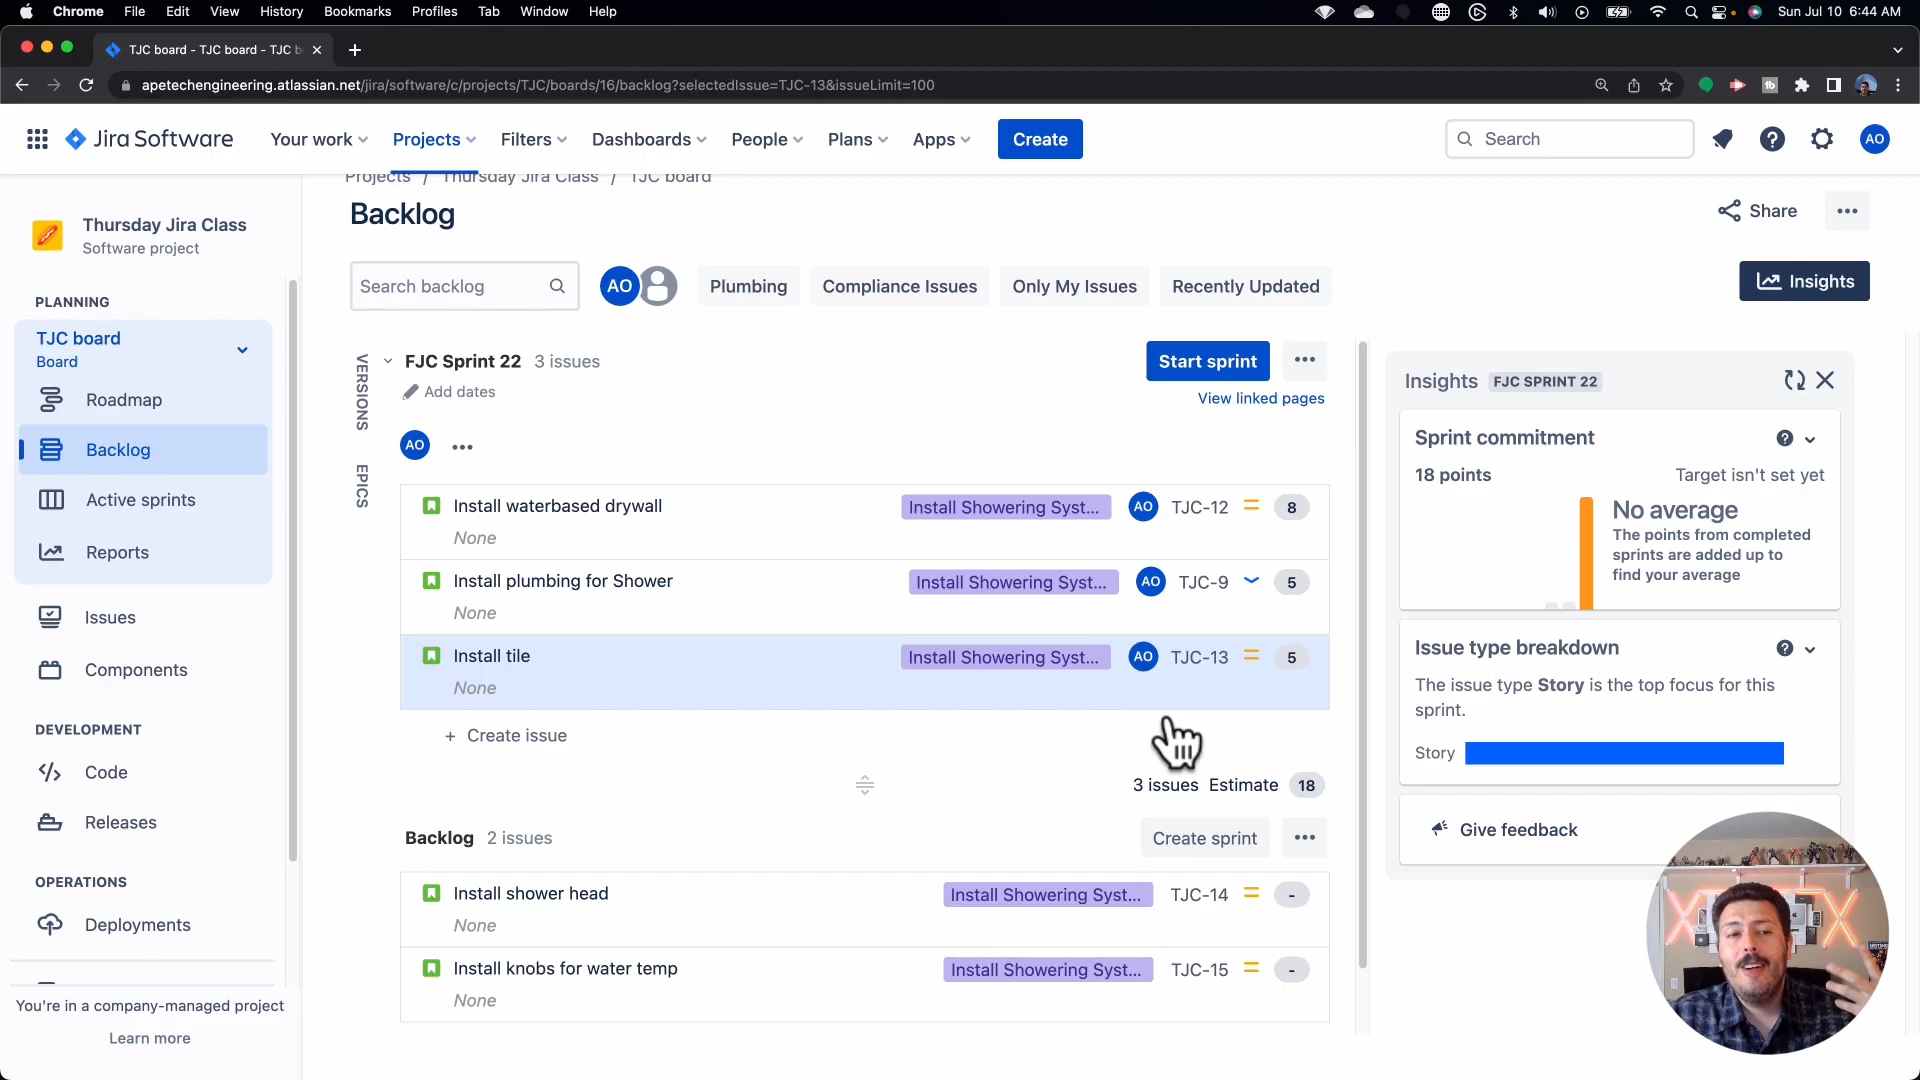 Chrome File Edit View History Bookmarks Profiles Tab Window Help Sun Jul 10 6:44 AM
TJC board - TJC board - TJC b
apetechengineering.atlassian.net/jira/software/c/projects/TJC/boards/16/backlog?selectedIssue=TJC-13&issueLimit=100
Jira Software Your work Projects Filters Dashboards People Plans Apps Create Search AO
Projects / Thursday Jira Class / TJC board
Thursday Jira Class
Software project
PLANNING
TJC board
Board
Roadmap
Backlog
Active sprints
Reports
Issues
Components
DEVELOPMENT
Code
Releases
OPERATIONS
Deployments
You're in a company-managed project
Learn more
Backlog
Share
Search backlog AO Plumbing Compliance Issues Only My Issues Recently Updated Insights
VERSIONS
EPICS
FJC Sprint 22 3 issues Start sprint
Add dates
View linked pages
AO
Install waterbased drywall Install Showering Syst... AO TJC-12 8
None
Install plumbing for Shower Install Showering Syst... AO TJC-9 5
None
Install tile Install Showering Syst... AO TJC-13 5
None
+ Create issue
3 issues Estimate 18
Backlog 2 issues Create sprint
Install shower head Install Showering Syst... TJC-14 -
None
Install knobs for water temp Install Showering Syst... TJC-15 -
None
Insights FJC SPRINT 22
Sprint commitment
18 points Target isn't set yet
No average
The points from completed
sprints are added up to
find your average
Issue type breakdown
The issue type Story is the top focus for this
sprint.
Story
Give feedback